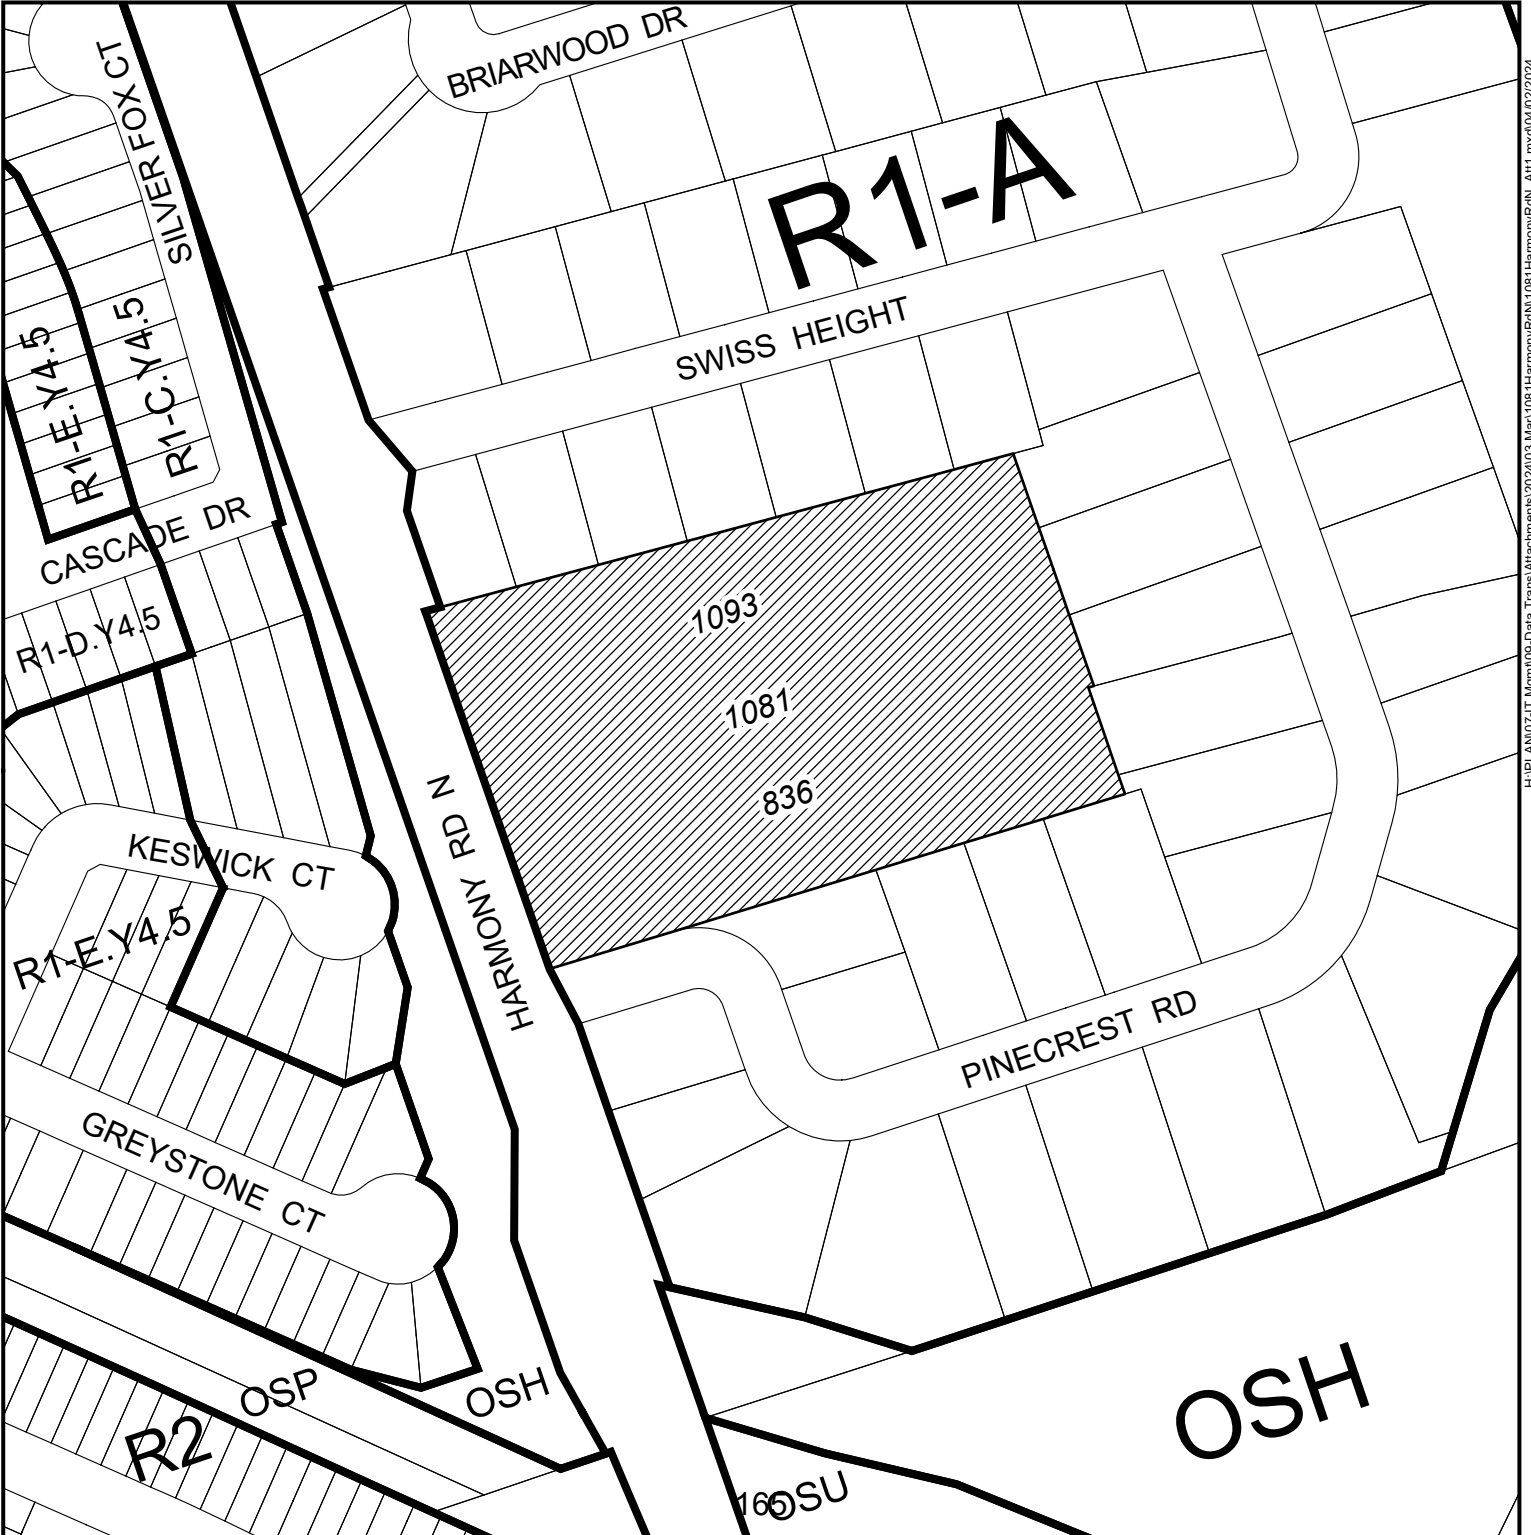 BRIARWOOD DR
SILVER FOX CT
R1-A
SWISS HEIGHT
R1-E.Y4.5
R1-C.Y4.5
CASCADE DR
R1-D.Y4.5
1093
1081
836
HARMONY RD N
KESWICK CT
R1-E.Y4.5
PINECREST RD
GREYSTONE CT
OSP
OSH
R2
OSH
165
OSU